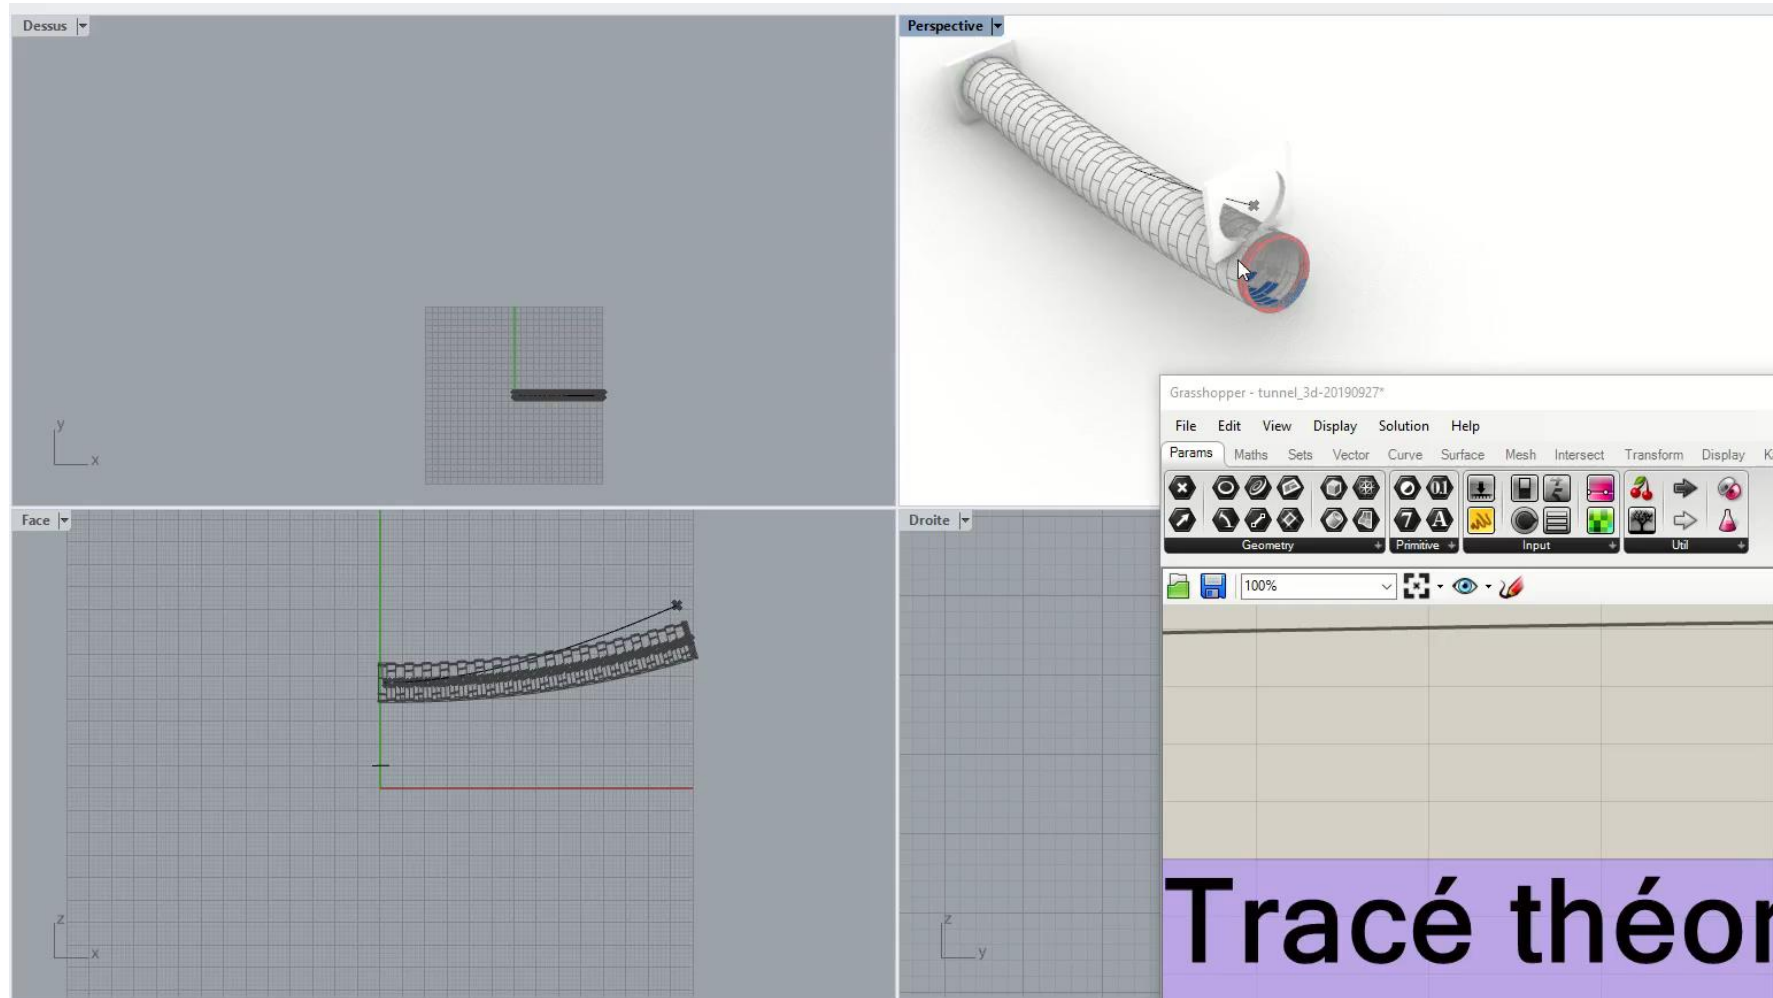 Dessus
Perspective
y
x
Grasshopper - tunnel_3d-20190927*
File Edit View Display Solution Help
Params Maths Sets Vector Curve Surface Mesh Intersect Transform Display
Geometry Primitive Input Util
Face
Droite
100%
z
x
z
y
Tracé théor